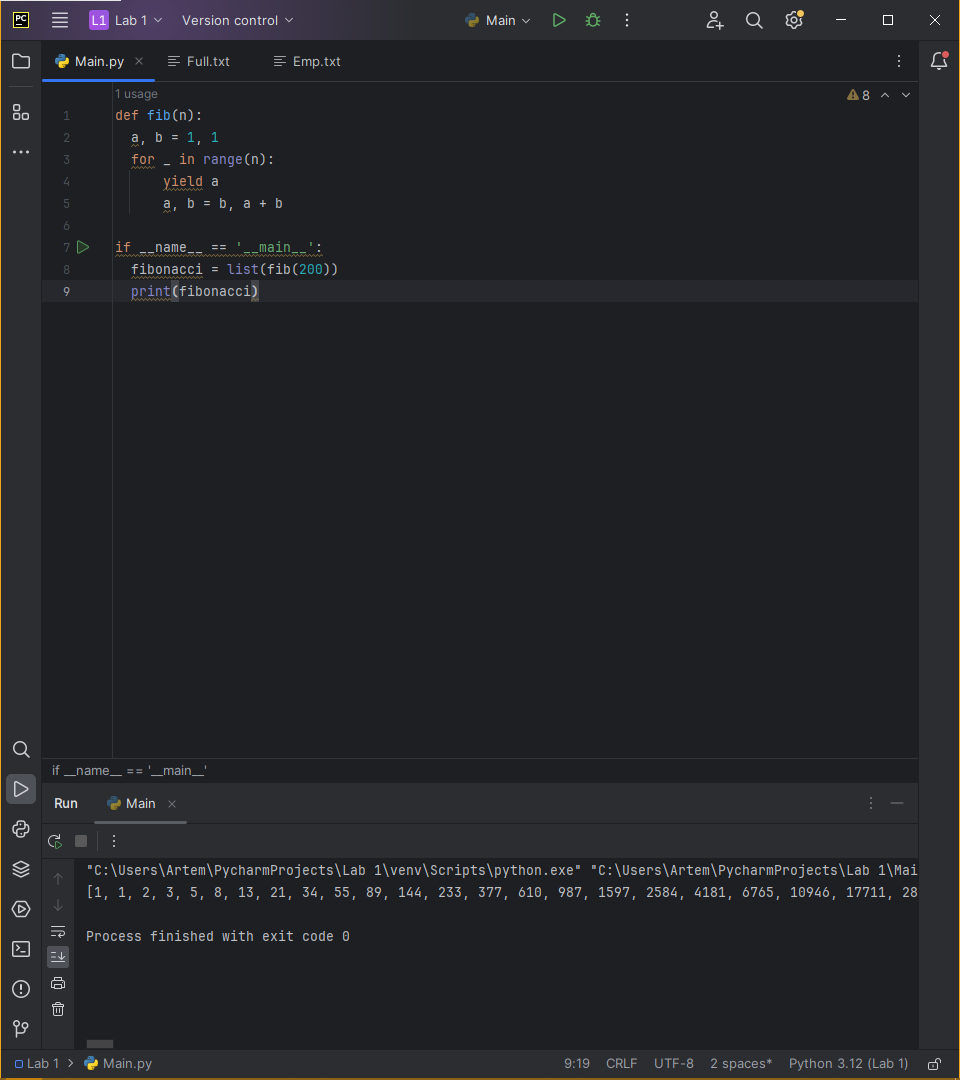 PC L1 Lab 1 Version control Main
Main.py Full.txt Emp.txt
1 usage 8
1 def fib(n):
2 a, b = 1, 1
3 for _ in range(n):
4 yield a
5 a, b = b, a + b
6
7 if __name__ == '__main__':
8 fibonacci = list(fib(200))
9 print(fibonacci)
if __name__ == '__main__'
Run Main
"C:\Users\Artem\PycharmProjects\Lab 1\venv\Scripts\python.exe" "C:\Users\Artem\PycharmProjects\Lab 1\Mai
[1, 1, 2, 3, 5, 8, 13, 21, 34, 55, 89, 144, 233, 377, 610, 987, 1597, 2584, 4181, 6765, 10946, 17711, 28
Process finished with exit code 0
Lab 1 Main.py 9:19 CRLF UTF-8 2 spaces* Python 3.12 (Lab 1)